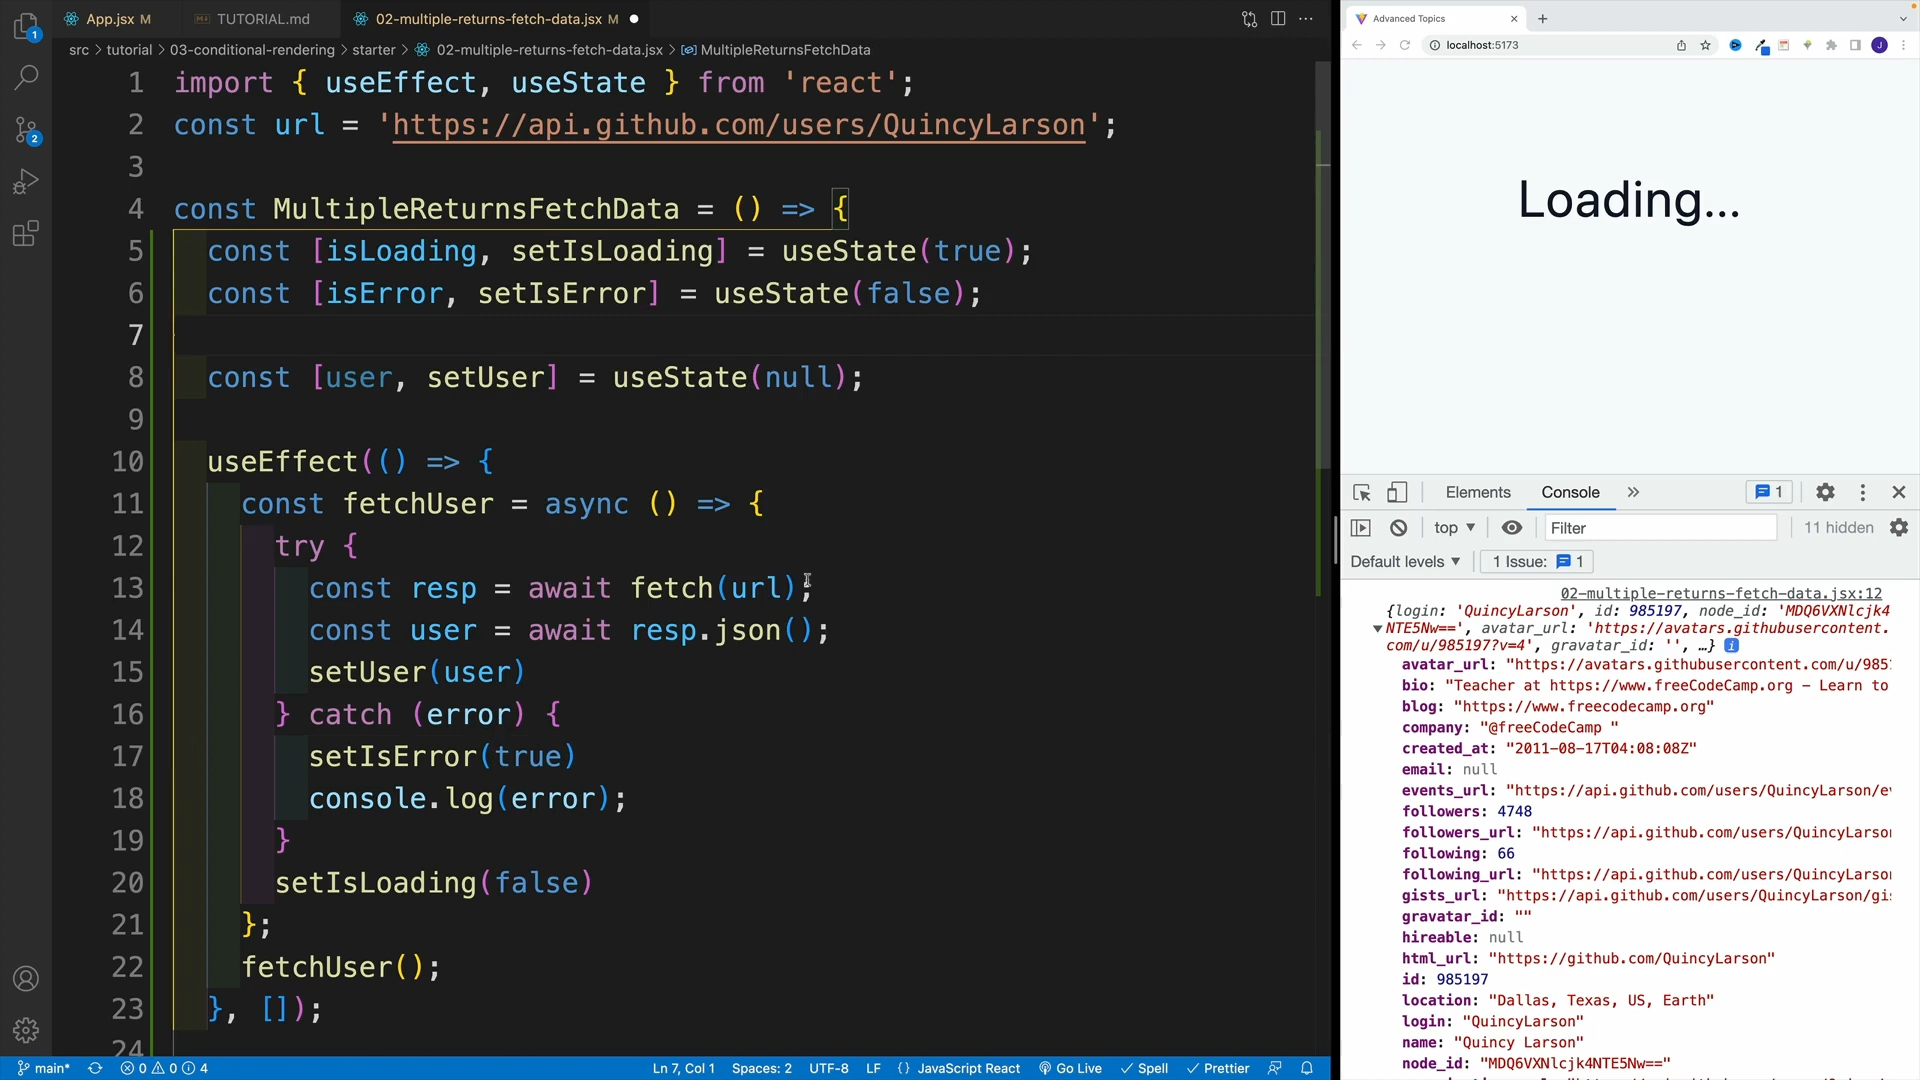 App.jsx M
TUTORIAL.md
02-multiple-returns-fetch-data.jsx M
src > tutorial > 03-conditional-rendering > starter > 02-multiple-returns-fetch-data.jsx > MultipleReturnsFetchData
1 import { useEffect, useState } from 'react';
2 const url = 'https://api.github.com/users/QuincyLarson';
3
4 const MultipleReturnsFetchData = () => {
5 const [isLoading, setIsLoading] = useState(true);
6 const [isError, setIsError] = useState(false);
7
8 const [user, setUser] = useState(null);
9
10 useEffect(() => {
11 const fetchUser = async () => {
12 try {
13 const resp = await fetch(url);
14 const user = await resp.json();
15 setUser(user)
16 } catch (error) {
17 setIsError(true)
18 console.log(error);
19 }
20 setIsLoading(false)
21 };
22 fetchUser();
23 }, []);
24
1
2
main*
0 0 4
Ln 7, Col 1 Spaces: 2 UTF-8 LF {} JavaScript React Go Live Spell Prettier
Advanced Topics
localhost:5173
J
Loading...
Elements Console 1
top Filter 11 hidden
Default levels 1 Issue: 1
02-multiple-returns-fetch-data.jsx:12
{login: 'QuincyLarson', id: 985197, node_id: 'MDQ6VXNlcjk4
NTE5Nw==', avatar_url: 'https://avatars.githubusercontent.
com/u/985197?v=4', gravatar_id: '', …}
avatar_url: "https://avatars.githubusercontent.com/u/985
bio: "Teacher at https://www.freeCodeCamp.org – Learn to
blog: "https://www.freecodecamp.org"
company: "@freeCodeCamp "
created_at: "2011-08-17T04:08:08Z"
email: null
events_url: "https://api.github.com/users/QuincyLarson/ev
followers: 4748
followers_url: "https://api.github.com/users/QuincyLarson
following: 66
following_url: "https://api.github.com/users/QuincyLarson
gists_url: "https://api.github.com/users/QuincyLarson/gis
gravatar_id: ""
hireable: null
html_url: "https://github.com/QuincyLarson"
id: 985197
location: "Dallas, Texas, US, Earth"
login: "QuincyLarson"
name: "Quincy Larson"
node_id: "MDQ6VXNlcjk4NTE5Nw=="